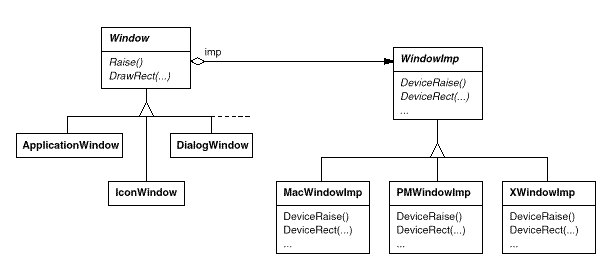 Window
Raise()
DrawRect(...)
imp
WindowImp
DeviceRaise()
DeviceRect(...)
...
ApplicationWindow
DialogWindow
IconWindow
MacWindowImp
DeviceRaise()
DeviceRect(...)
...
PMWindowImp
DeviceRaise()
DeviceRect(...)
...
XWindowImp
DeviceRaise()
DeviceRect(...)
...